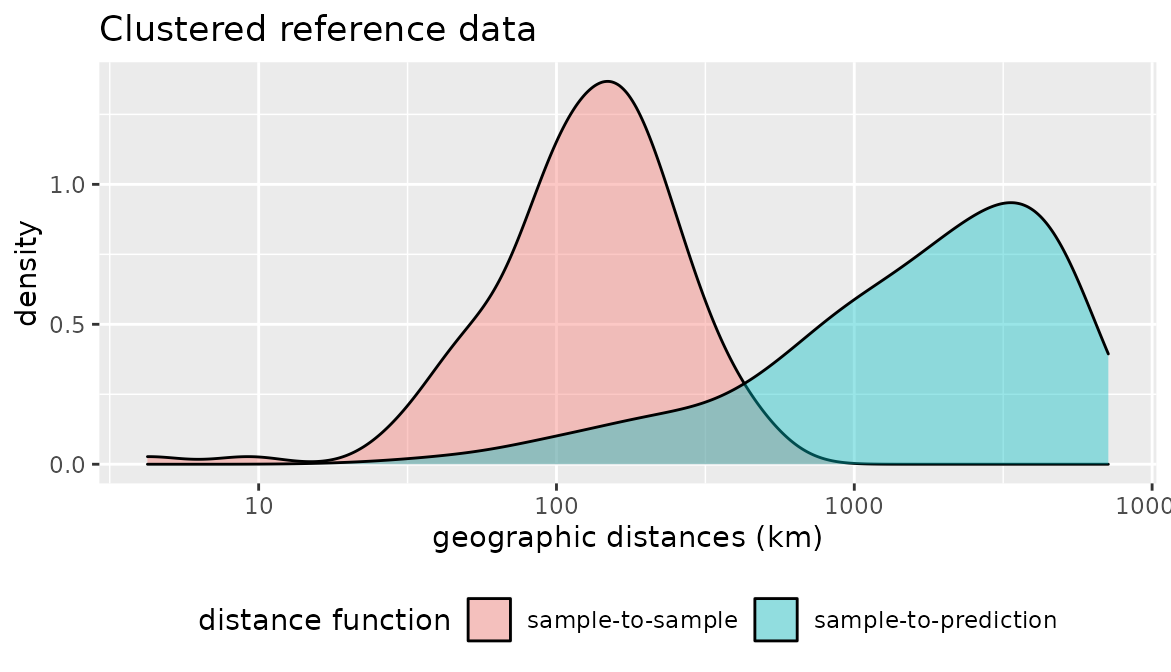 Clustered reference data
density
1.0
0.5
0.0
10 100 1000 1000
geographic distances (km)
distance function sample-to-sample sample-to-prediction